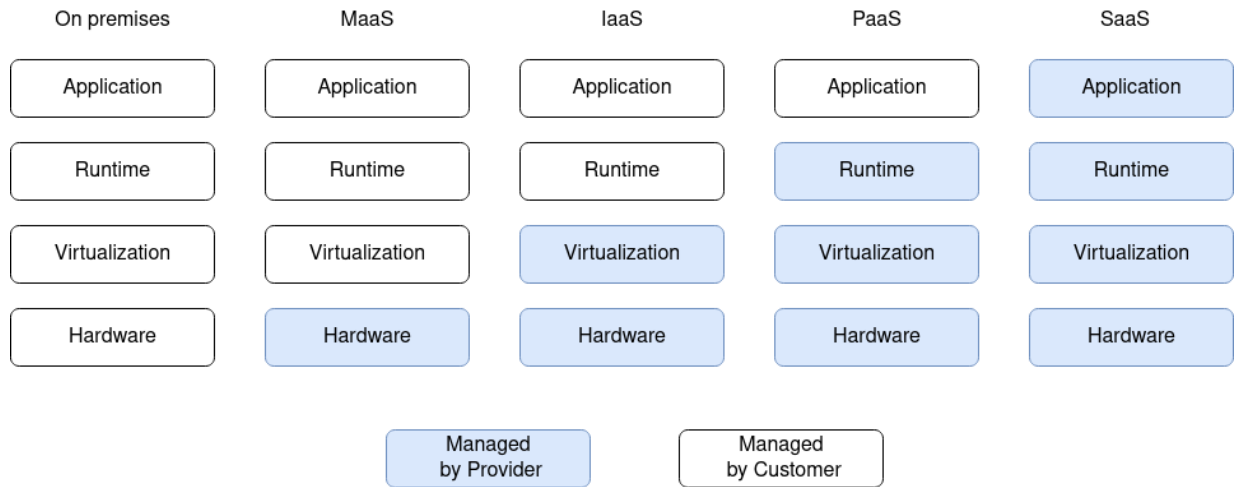 On premises MaaS IaaS PaaS SaaS
Application Application Application Application Application
Runtime Runtime Runtime Runtime Runtime
Virtualization Virtualization Virtualization Virtualization Virtualization
Hardware Hardware Hardware Hardware Hardware
Managed Managed
by Provider by Customer